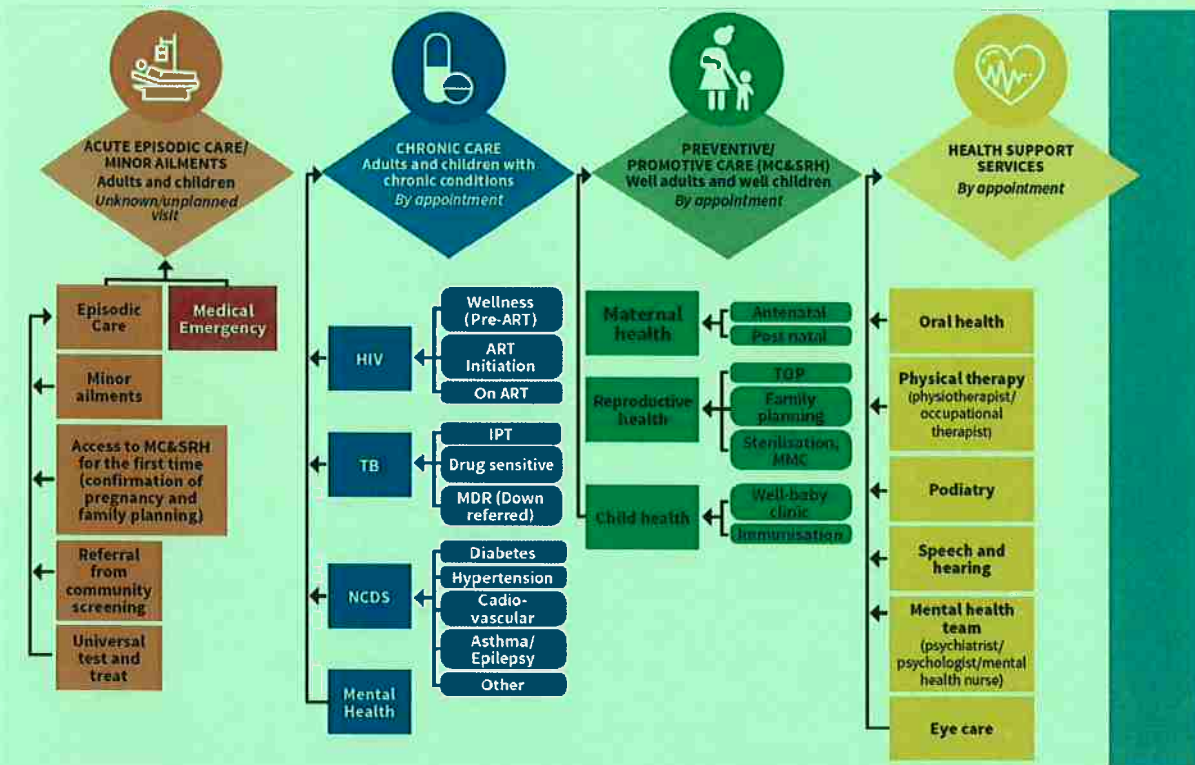 ACUTE EPISODIC CARE/
MINOR AILMENTS
Adults and children
Unknown/unplanned
visit
Episodic
Care
Medical
Emergency
Minor
ailments
Access to MC&SRH
for the first time
(confirmation of
pregnancy and
family planning)
Referral
from
community
screening
Universal
test and
treat
CHRONIC CARE
Adults and children with
chronic conditions
By appointment
HIV
Wellness
(Pre-ART)
ART
Initiation
On ART
TB
IPT
Drug sensitive
MDR (Down
referred)
NCDS
Diabetes
Hypertension
Cadio-
vascular
Asthma/
Epilepsy
Other
Mental
Health
PREVENTIVE/
PROMOTIVE CARE (MC&SRH)
Well adults and well children
By appointment
Maternal
health
Antenatal
Post natal
Reproductive
health
TOP
Family
planning
Sterilisation,
MMC
Child health
Well-baby
clinic
Immunisation
HEALTH SUPPORT
SERVICES
By appointment
Oral health
Physical therapy
(physiotherapist/
occupational
therapist)
Podiatry
Speech and
hearing
Mental health
team
(psychiatrist/
psychologist/mental
health nurse)
Eye care